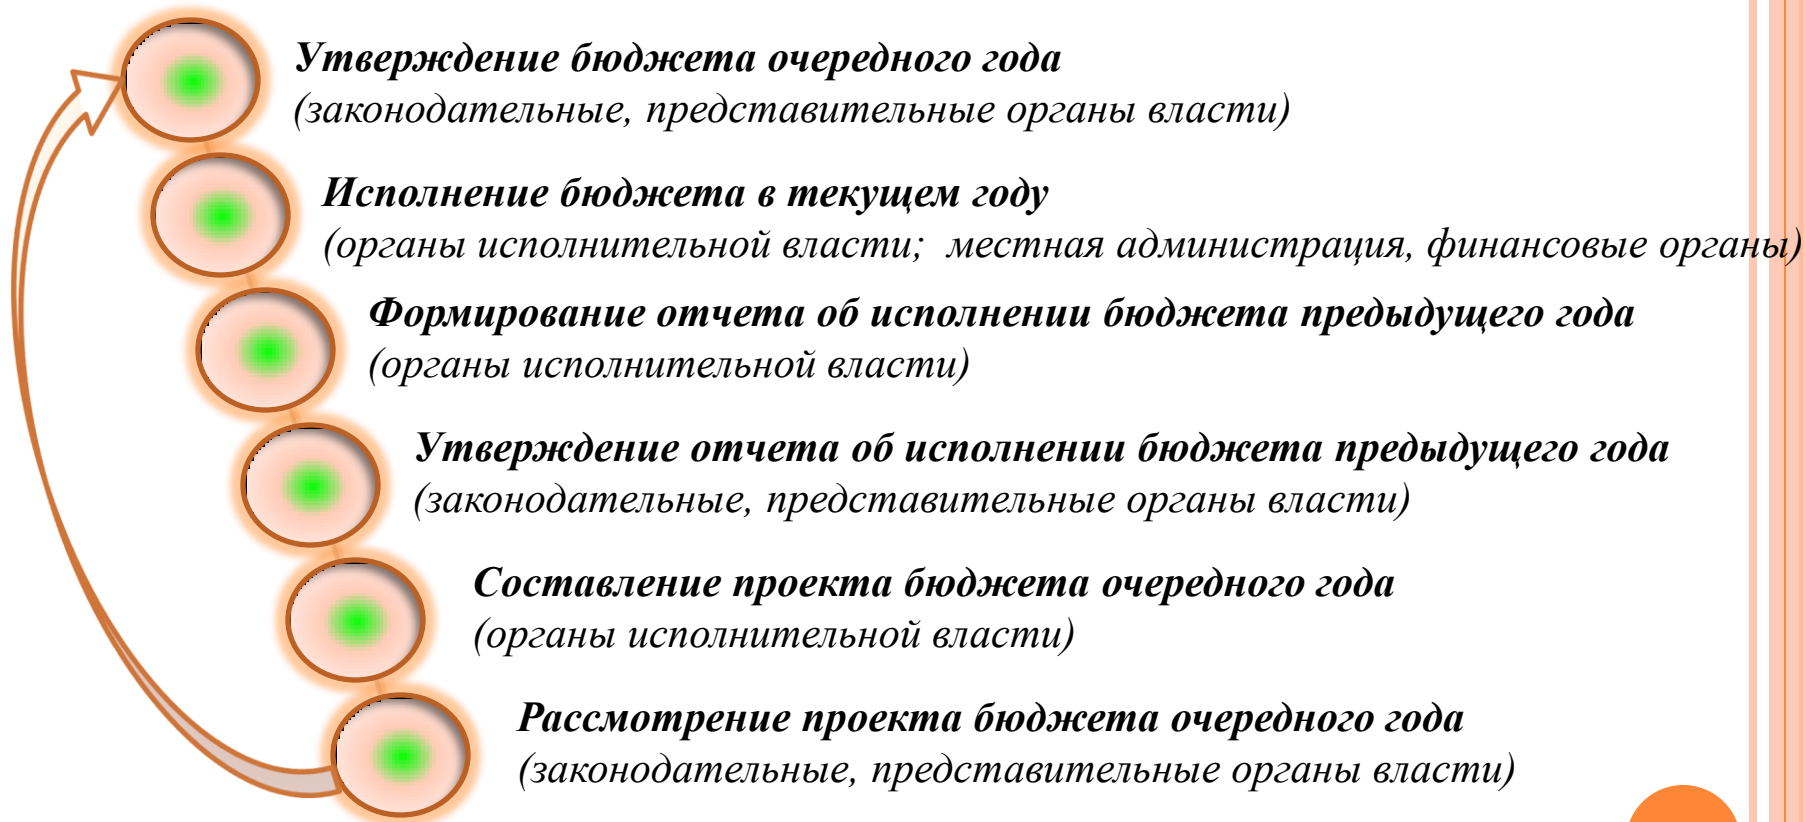 Утверждение бюджета очередного года
(законодательные, представительные органы власти)
Исполнение бюджета в текущем году
(органы исполнительной власти; местная администрация, финансовые органы)
Формирование отчета об исполнении бюджета предыдущего года
(органы исполнительной власти)
Утверждение отчета об исполнении бюджета предыдущего года
(законодательные, представительные органы власти)
Составление проекта бюджета очередного года
(органы исполнительной власти)
Рассмотрение проекта бюджета очередного года
(законодательные, представительные органы власти)